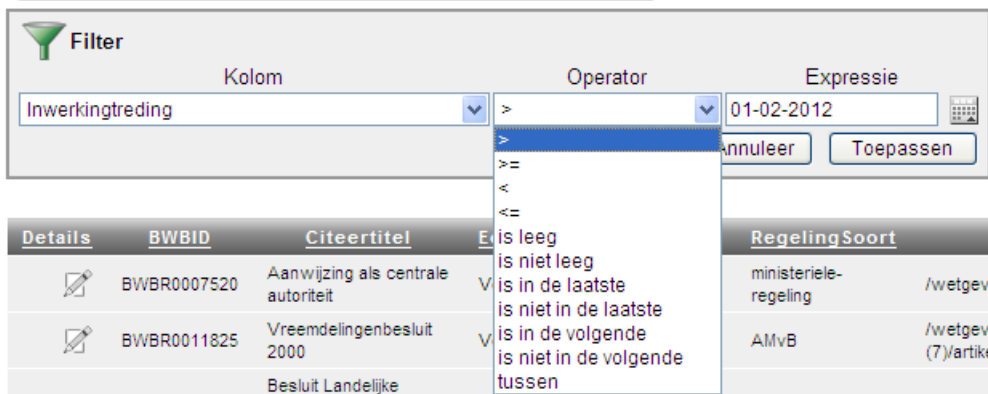 Filter
Kolom Operator Expressie
Inwerkingtreding > 01-02-2012
>
>=
<
<=
is leeg
is niet leeg
is in de laatste
is niet in de laatste
is in de volgende
is niet in de volgende
tussen
Annuleer Toepassen
Details BWBID Citeertitel RegelingSoort
BWBR0007520 Aanwijzing als centrale autoriteit ministeriele-regeling /wetgev
BWBR0011825 Vreemdelingenbesluit 2000 AMvB /wetgev (7)/artike
Besluit Landelijke